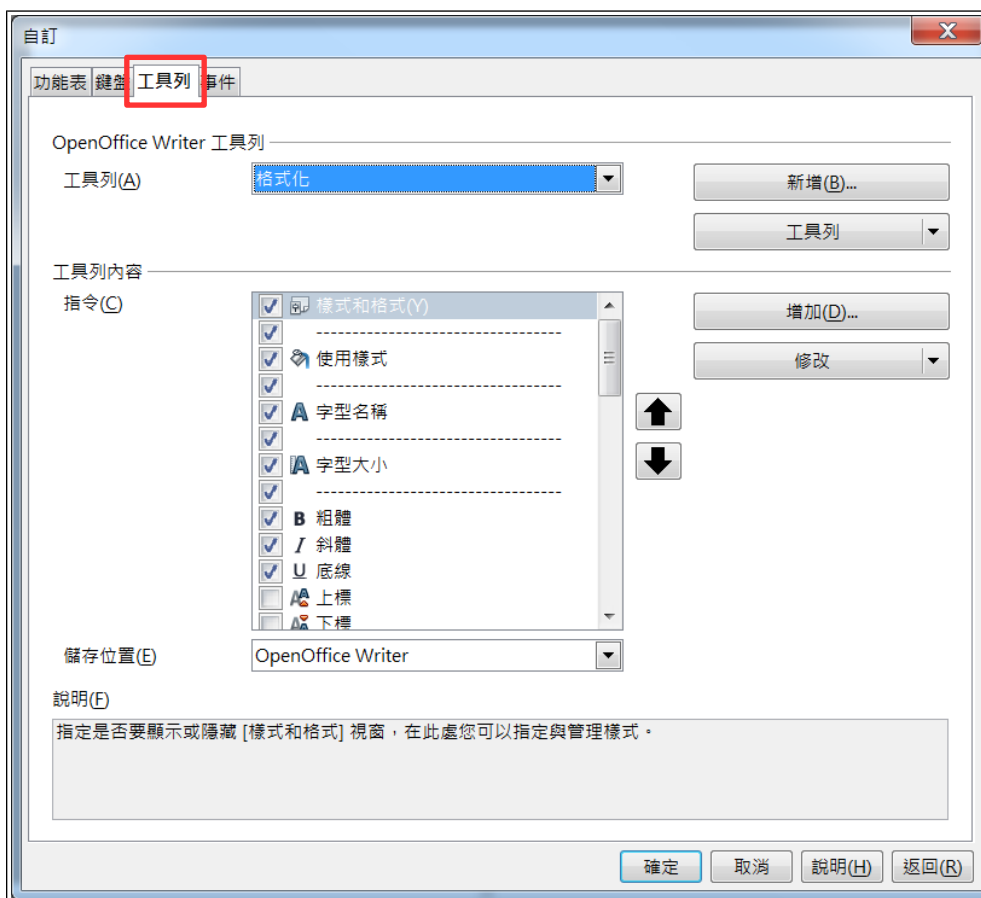 自訂
功能表 鍵盤 工具列 事件
OpenOffice Writer 工具列
工具列(A) 格式化 新增(B)...
工具列
工具列內容
指令(C) 樣式和格式(Y) 增加(D)...
---------------------------------
使用樣式 修改
---------------------------------
字型名稱
---------------------------------
字型大小
---------------------------------
B 粗體
I 斜體
U 底線
上標
下標
儲存位置(E) OpenOffice Writer
說明(F)
指定是否要顯示或隱藏 [樣式和格式] 視窗，在此處您可以指定與管理樣式。
確定 取消 說明(H) 返回(R)